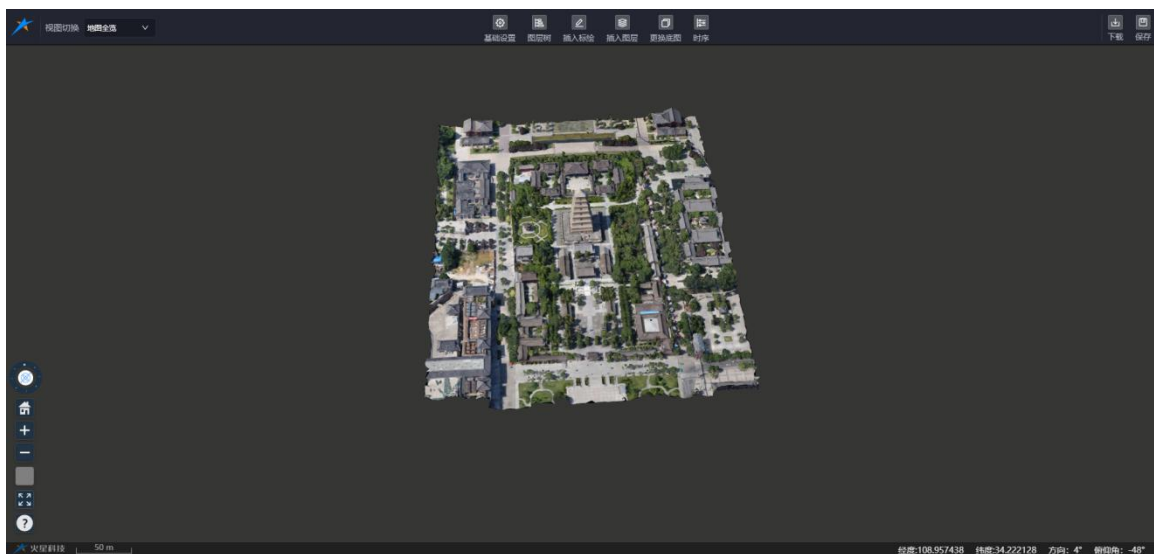 视图切换 地图全览
基础设置 图层树 插入标绘 插入图层 更换底图 时序
下载 保存
?
火星科技 50 m 经度:108.957438 纬度:34.222128 方向: 4° 俯仰角: -48°